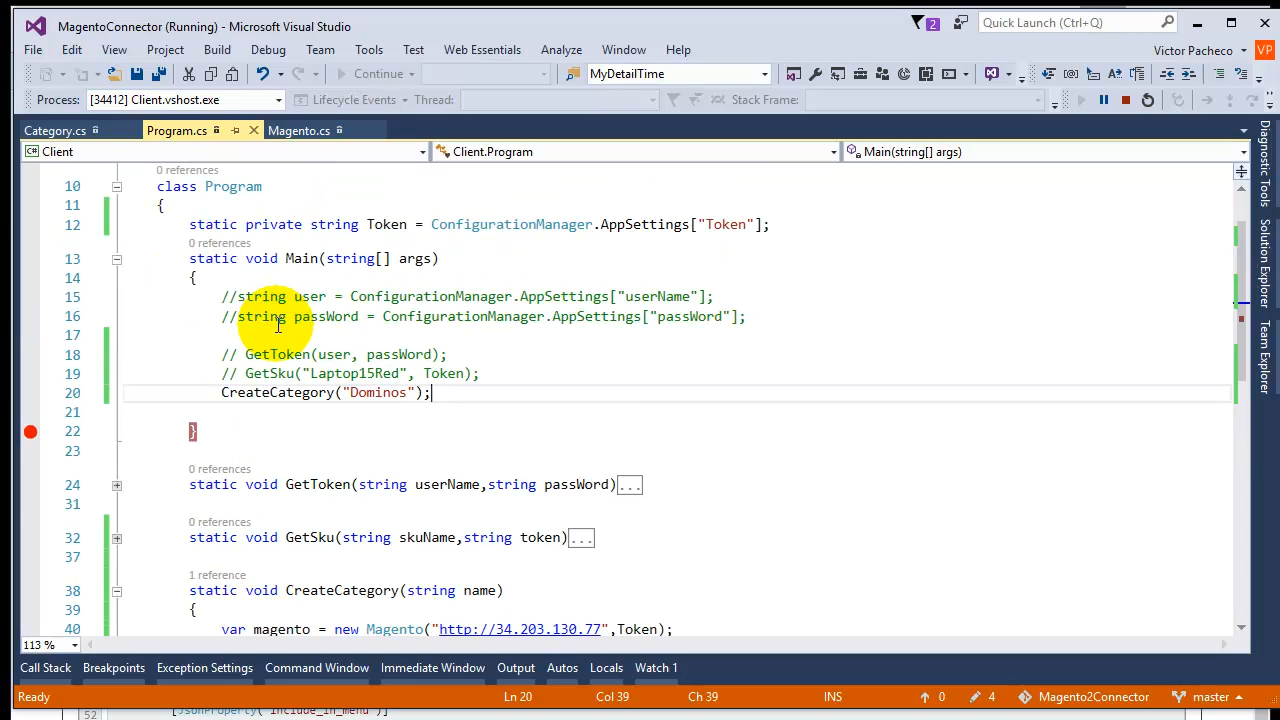 MagentoConnector (Running) - Microsoft Visual Studio
2
Quick Launch (Ctrl+Q)
File Edit View Project Build Debug Team Tools Test Web Essentials Analyze Window Help
Victor Pacheco
VP
Continue
MyDetailTime
Process: [34412] Client.vshost.exe
Lifecycle Events
Thread:
Stack Frame:
Category.cs
Program.cs
Magento.cs
Client
Client.Program
Main(string[] args)
0 references
10 class Program
11 {
12 static private string Token = ConfigurationManager.AppSettings["Token"];
0 references
13 static void Main(string[] args)
14 {
15 //string user = ConfigurationManager.AppSettings["userName"];
16 //string passWord = ConfigurationManager.AppSettings["passWord"];
17
18 // GetToken(user, passWord);
19 // GetSku("Laptop15Red", Token);
20 CreateCategory("Dominos");
21
22 }
23
0 references
24 static void GetToken(string userName,string passWord)...
31
0 references
32 static void GetSku(string skuName,string token)...
37
1 reference
38 static void CreateCategory(string name)
39 {
40 var magento = new Magento("http://34.203.130.77",Token);
Diagnostic Tools
Solution Explorer
Team Explorer
113 %
Call Stack Breakpoints Exception Settings Command Window Immediate Window Output Autos Locals Watch 1
Ready
Ln 20
Col 39
Ch 39
INS
0
4
Magento2Connector
master
52 [JsonProperty("include_in_menu")]